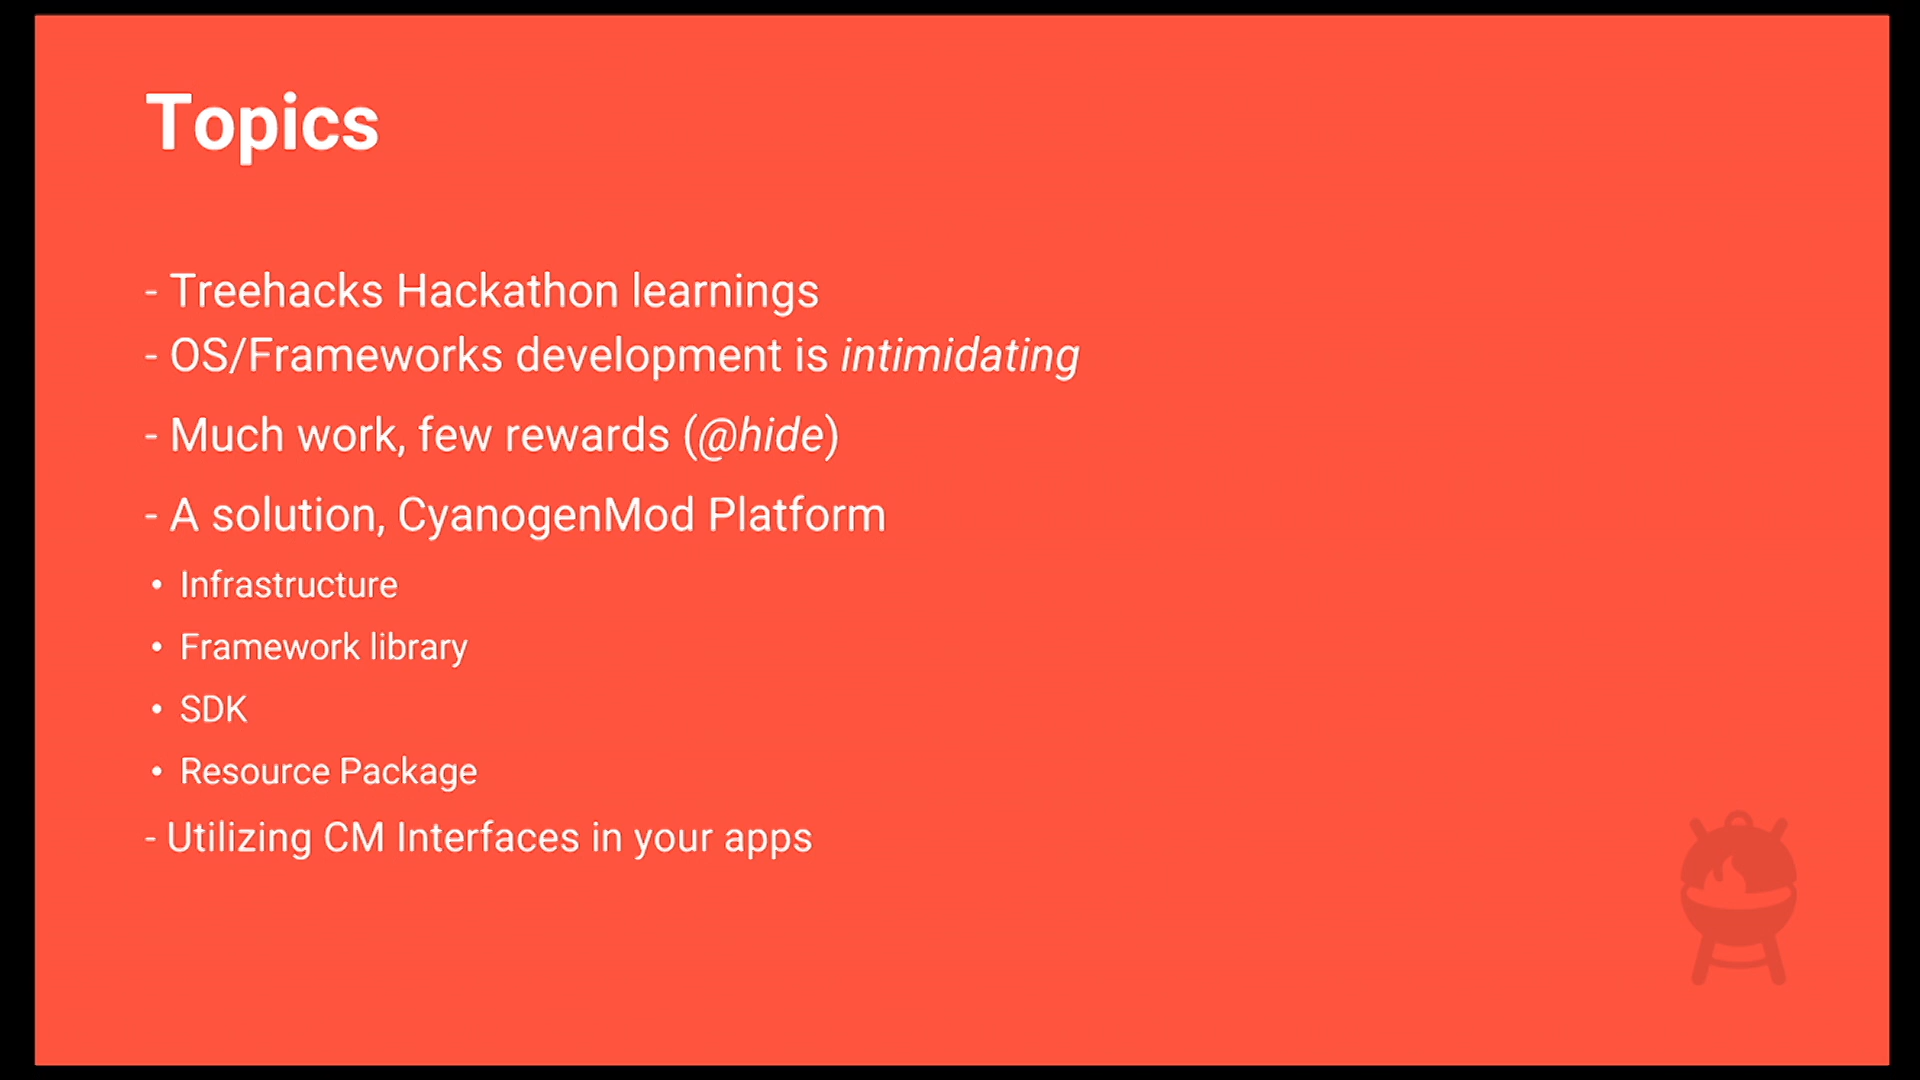 Topics
- Treehacks Hackathon learnings
- OS/Frameworks development is intimidating
- Much work, few rewards (@hide)
- A solution, CyanogenMod Platform
• Infrastructure
• Framework library
• SDK
• Resource Package
- Utilizing CM Interfaces in your apps